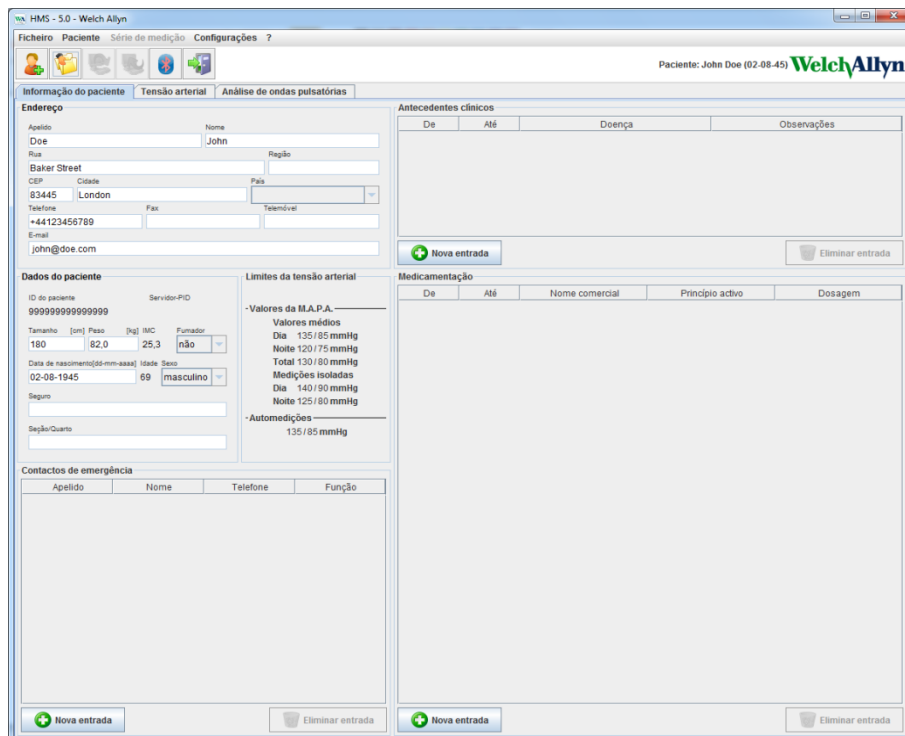 HMS - 5.0 - Welch Allyn
Ficheiro Paciente Série de medição Configurações ?
Paciente: John Doe (02-08-45) WelchAllyn
Informação do paciente Tensão arterial Análise de ondas pulsatórias
Endereço
Apelido Nome
Doe John
Rua Região
Baker Street
CEP Cidade País
83445 London
Telefone Fax Telemóvel
+44123456789
E-mail
john@doe.com
Antecedentes clínicos
De Até Doença Observações
Nova entrada Eliminar entrada
Dados do paciente
ID do paciente Servidor-PID
99999999999999
Tamanho [cm] Peso [kg] IMC Fumador
180 82,0 25,3 não
Data de nascimento[dd-mm-aaaa] Idade Sexo
02-08-1945 69 masculino
Seguro
Seção/Quarto
Limites da tensão arterial
Valores da M.A.P.A.
Valores médios
Dia 135/85 mmHg
Noite 120/75 mmHg
Total 130/80 mmHg
Medições isoladas
Dia 140/90 mmHg
Noite 125/80 mmHg
Automedições
135/85 mmHg
Medicamentação
De Até Nome comercial Princípio activo Dosagem
Contactos de emergência
Apelido Nome Telefone Função
Nova entrada Eliminar entrada
Nova entrada Eliminar entrada